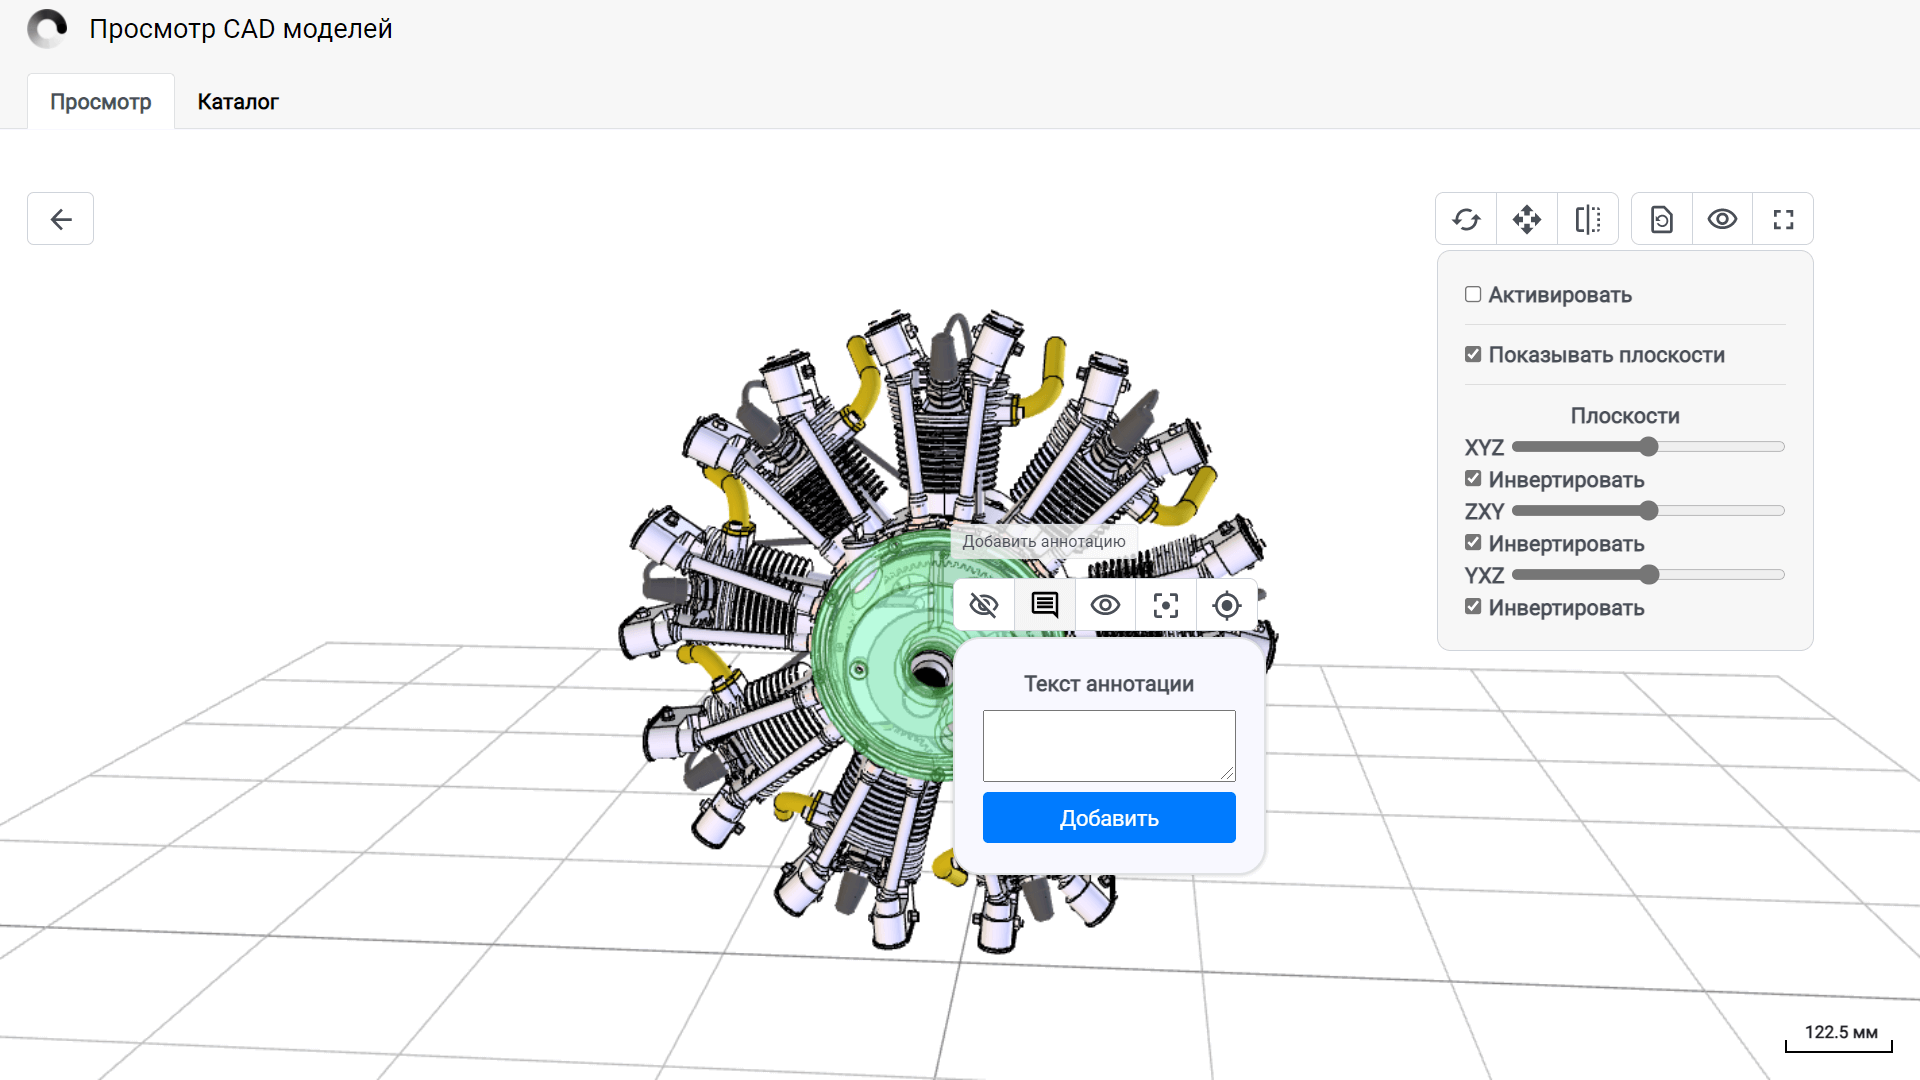 Просмотр CAD моделей
Просмотр
Каталог
Активировать
Показывать плоскости
Плоскости
XYZ
Инвертировать
ZXY
Инвертировать
YXZ
Инвертировать
Добавить аннотацию
Текст аннотации
Добавить
122.5 мм